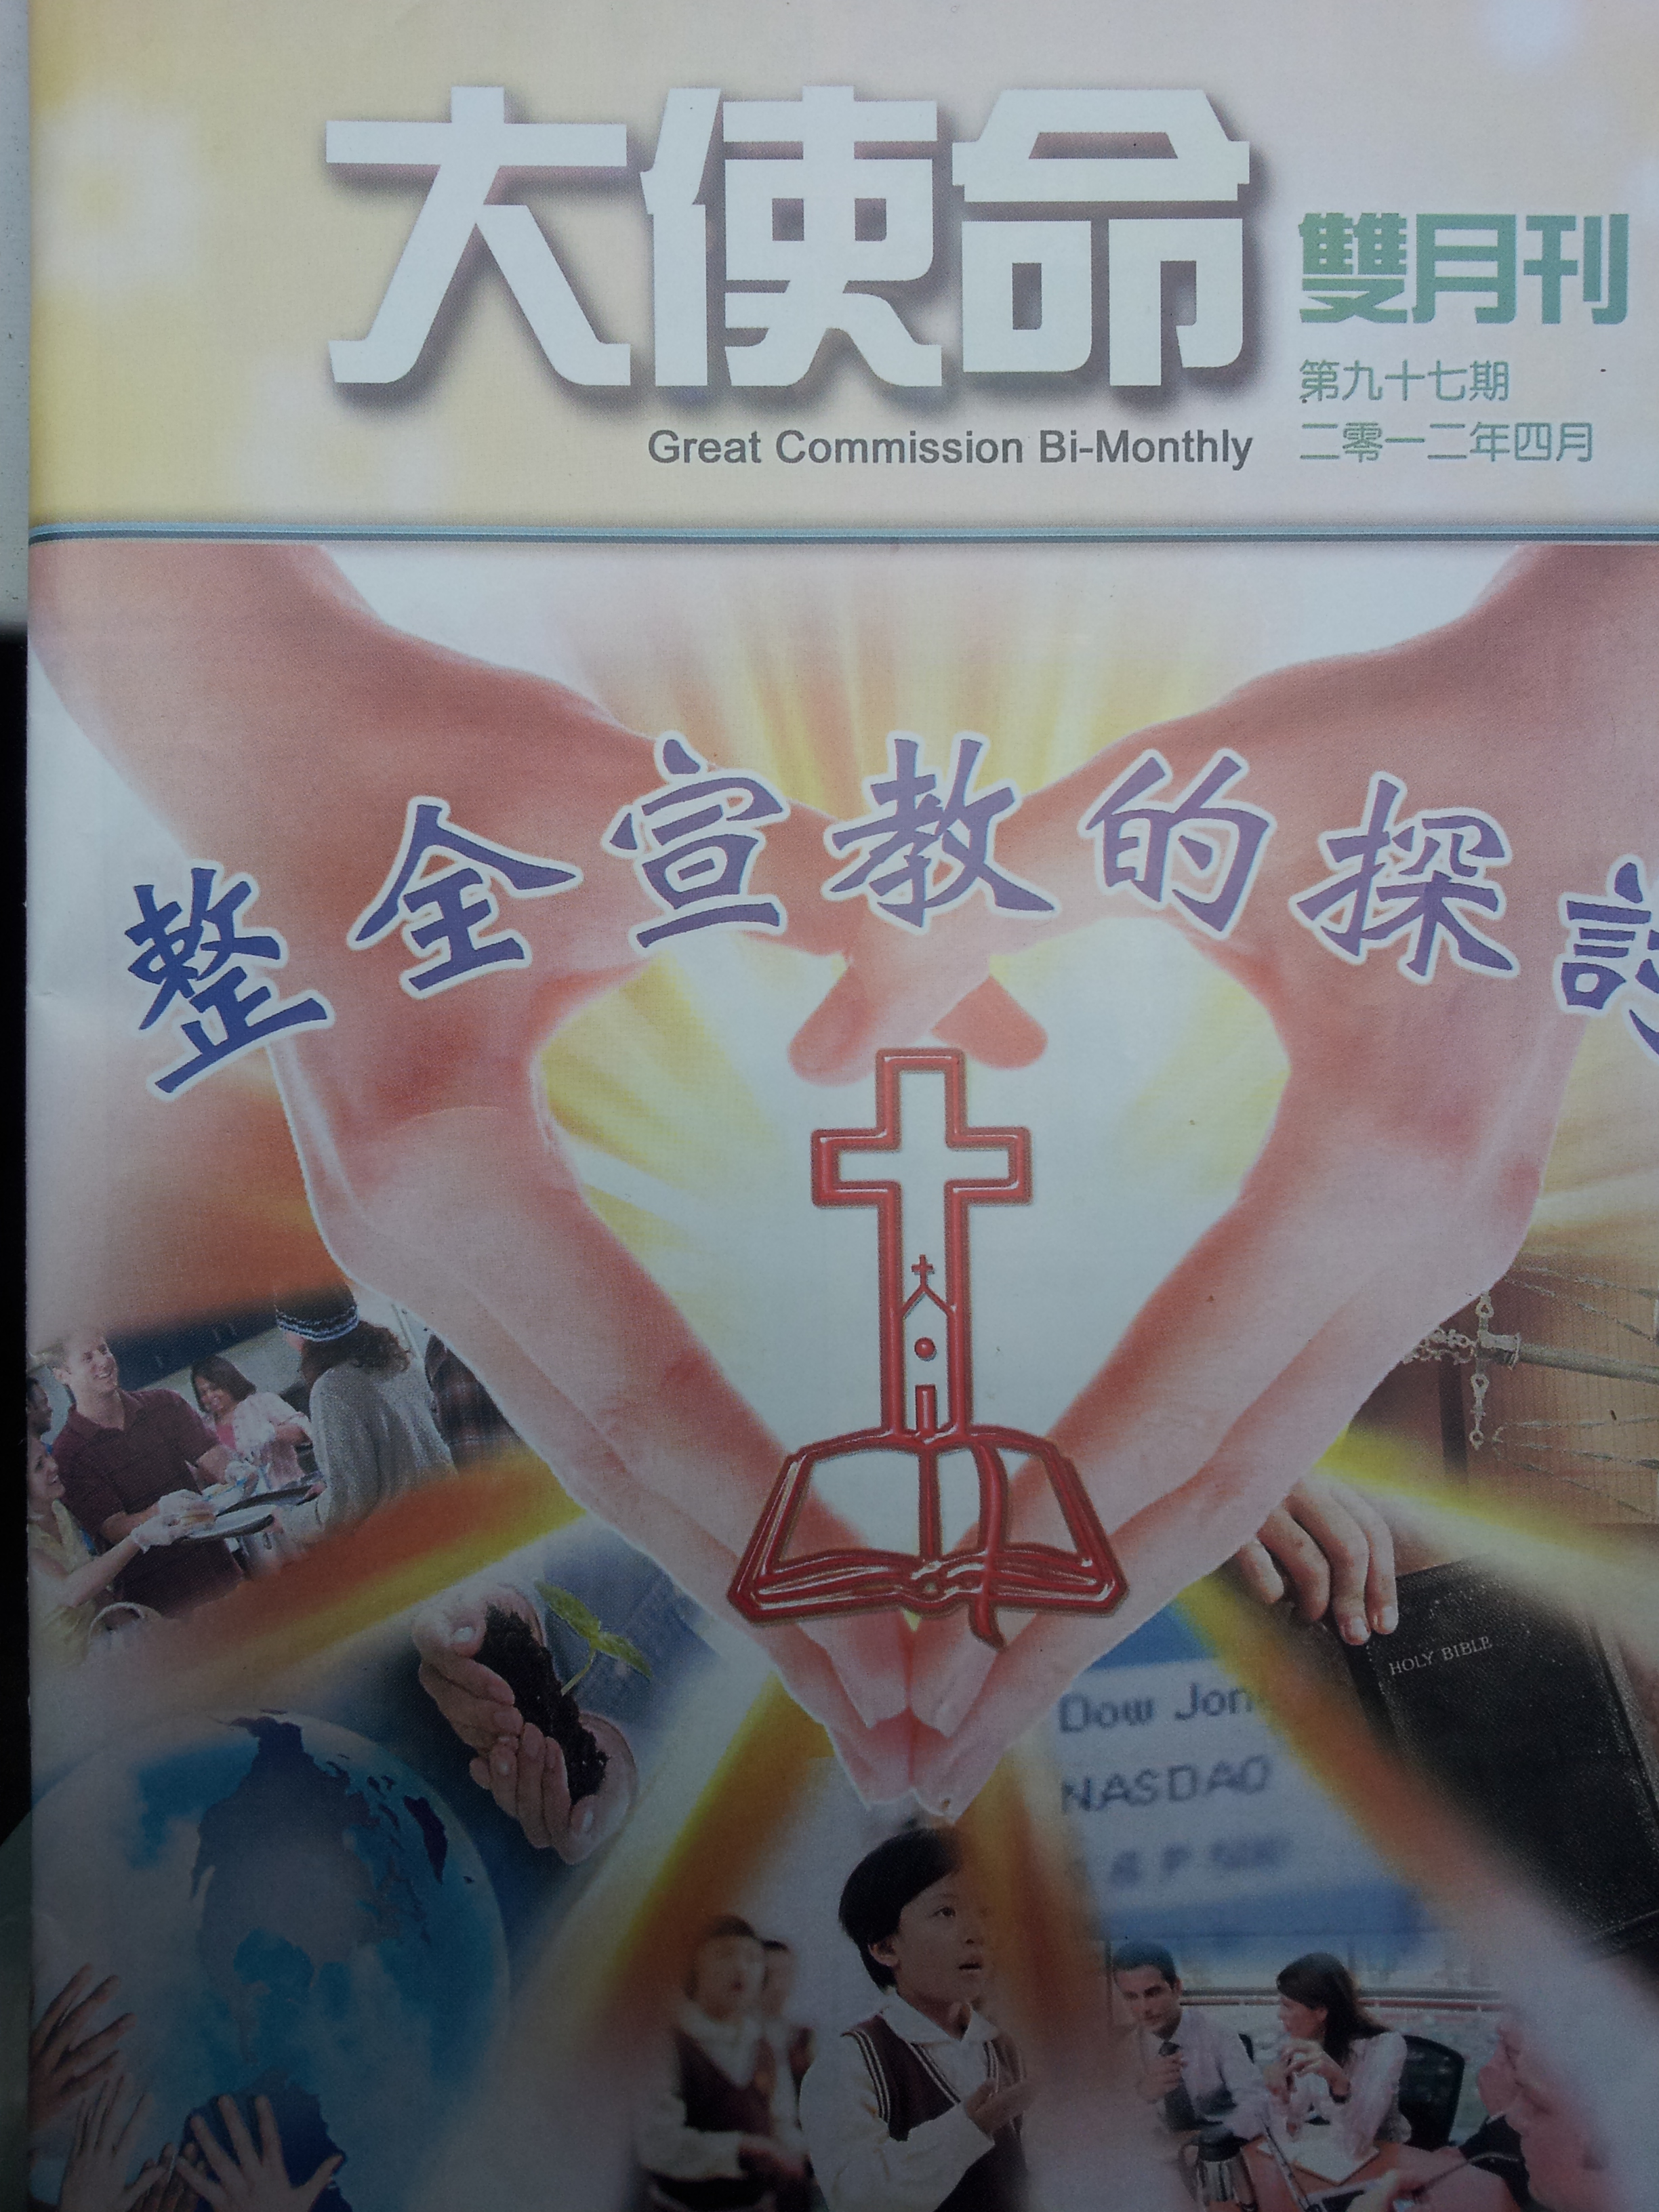 大使命
雙月刊
第九十七期
二零一二年四月
Great Commission Bi-Monthly
整全宣教的探討
HOLY BIBLE
Dow Jon
NASDAQ